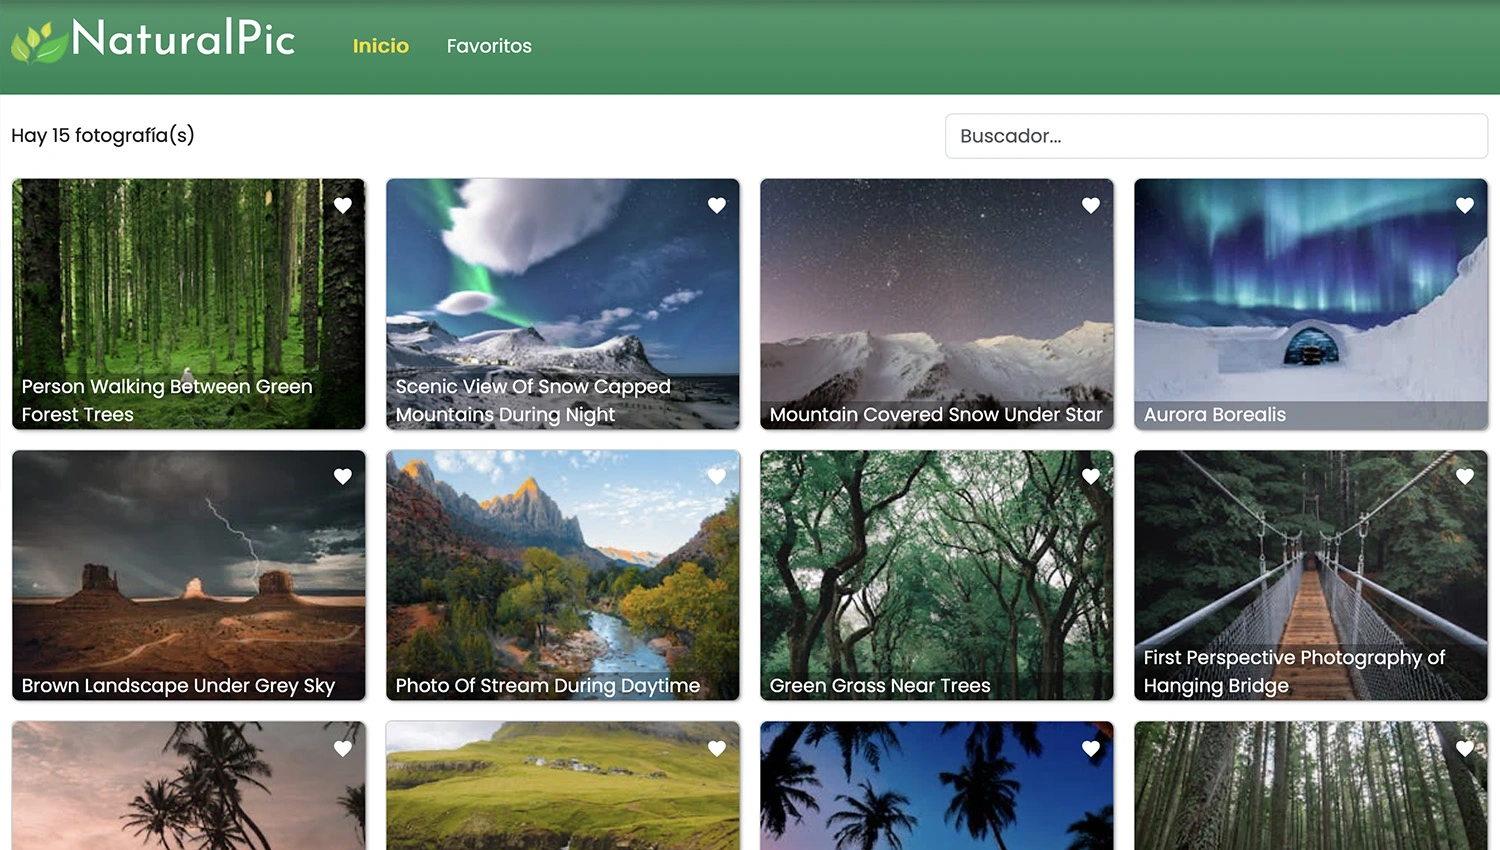 NaturalPic
Inicio
Favoritos
Hay 15 fotografía(s)
Buscador...
Person Walking Between Green
Forest Trees
Scenic View Of Snow Capped
Mountains During Night
Mountain Covered Snow Under Star
Aurora Borealis
Brown Landscape Under Grey Sky
Photo Of Stream During Daytime
Green Grass Near Trees
First Perspective Photography of
Hanging Bridge